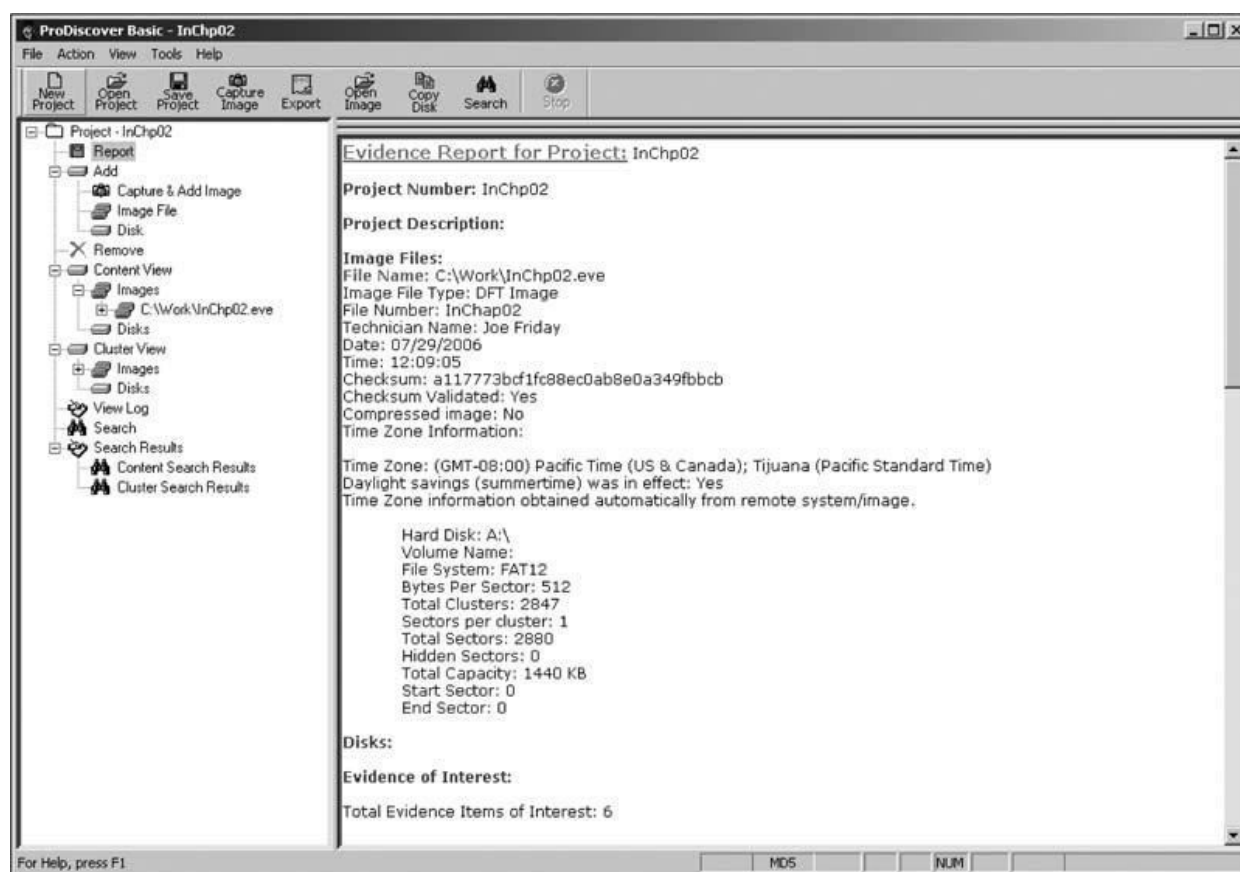 ProDiscover Basic - InChp02
File Action View Tools Help
New Project
Open Project
Save Project
Capture Image
Export
Open Image
Copy Disk
Search
Stop
Project - InChp02
Report
Add
Capture & Add Image
Image File
Disk
Remove
Content View
Images
C:\Work\InChp02.eve
Disks
Cluster View
Images
Disks
View Log
Search
Search Results
Content Search Results
Cluster Search Results
Evidence Report for Project: InChp02
Project Number: InChp02
Project Description:
Image Files:
File Name: C:\Work\InChp02.eve
Image File Type: DFT Image
File Number: InChap02
Technician Name: Joe Friday
Date: 07/29/2006
Time: 12:09:05
Checksum: a117773bcf1fc88ec0ab8e0a349fbbcb
Checksum Validated: Yes
Compressed image: No
Time Zone Information:
Time Zone: (GMT-08:00) Pacific Time (US & Canada); Tijuana (Pacific Standard Time)
Daylight savings (summertime) was in effect: Yes
Time Zone information obtained automatically from remote system/image.
Hard Disk: A:\
Volume Name:
File System: FAT12
Bytes Per Sector: 512
Total Clusters: 2847
Sectors per cluster: 1
Total Sectors: 2880
Hidden Sectors: 0
Total Capacity: 1440 KB
Start Sector: 0
End Sector: 0
Disks:
Evidence of Interest:
Total Evidence Items of Interest: 6
For Help, press F1
MD5
NUM